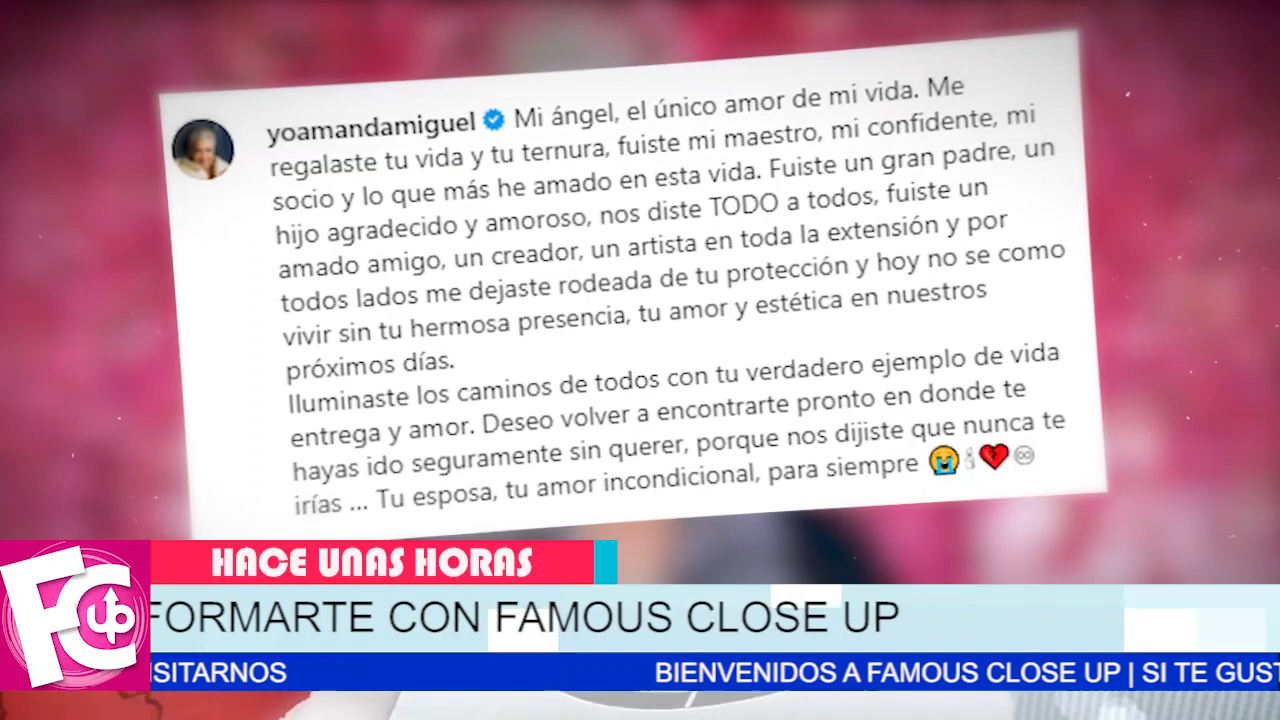 yoamandamiguel Mi ángel, el único amor de mi vida. Me
regalaste tu vida y tu ternura, fuiste mi maestro, mi confidente, mi
socio y lo que más he amado en esta vida. Fuiste un gran padre, un
hijo agradecido y amoroso, nos diste TODO a todos, fuiste un
amado amigo, un creador, un artista en toda la extensión y por
todos lados me dejaste rodeada de tu protección y hoy no se como
vivir sin tu hermosa presencia, tu amor y estética en nuestros
próximos días.
Iluminaste los caminos de todos con tu verdadero ejemplo de vida
entrega y amor. Deseo volver a encontrarte pronto en donde te
hayas ido seguramente sin querer, porque nos dijiste que nunca te
irías ... Tu esposa, tu amor incondicional, para siempre 😭🕯💔♾
HACE UNAS HORAS
FC UP
FORMARTE CON FAMOUS CLOSE UP
ISITARNOS BIENVENIDOS A FAMOUS CLOSE UP | SI TE GUST